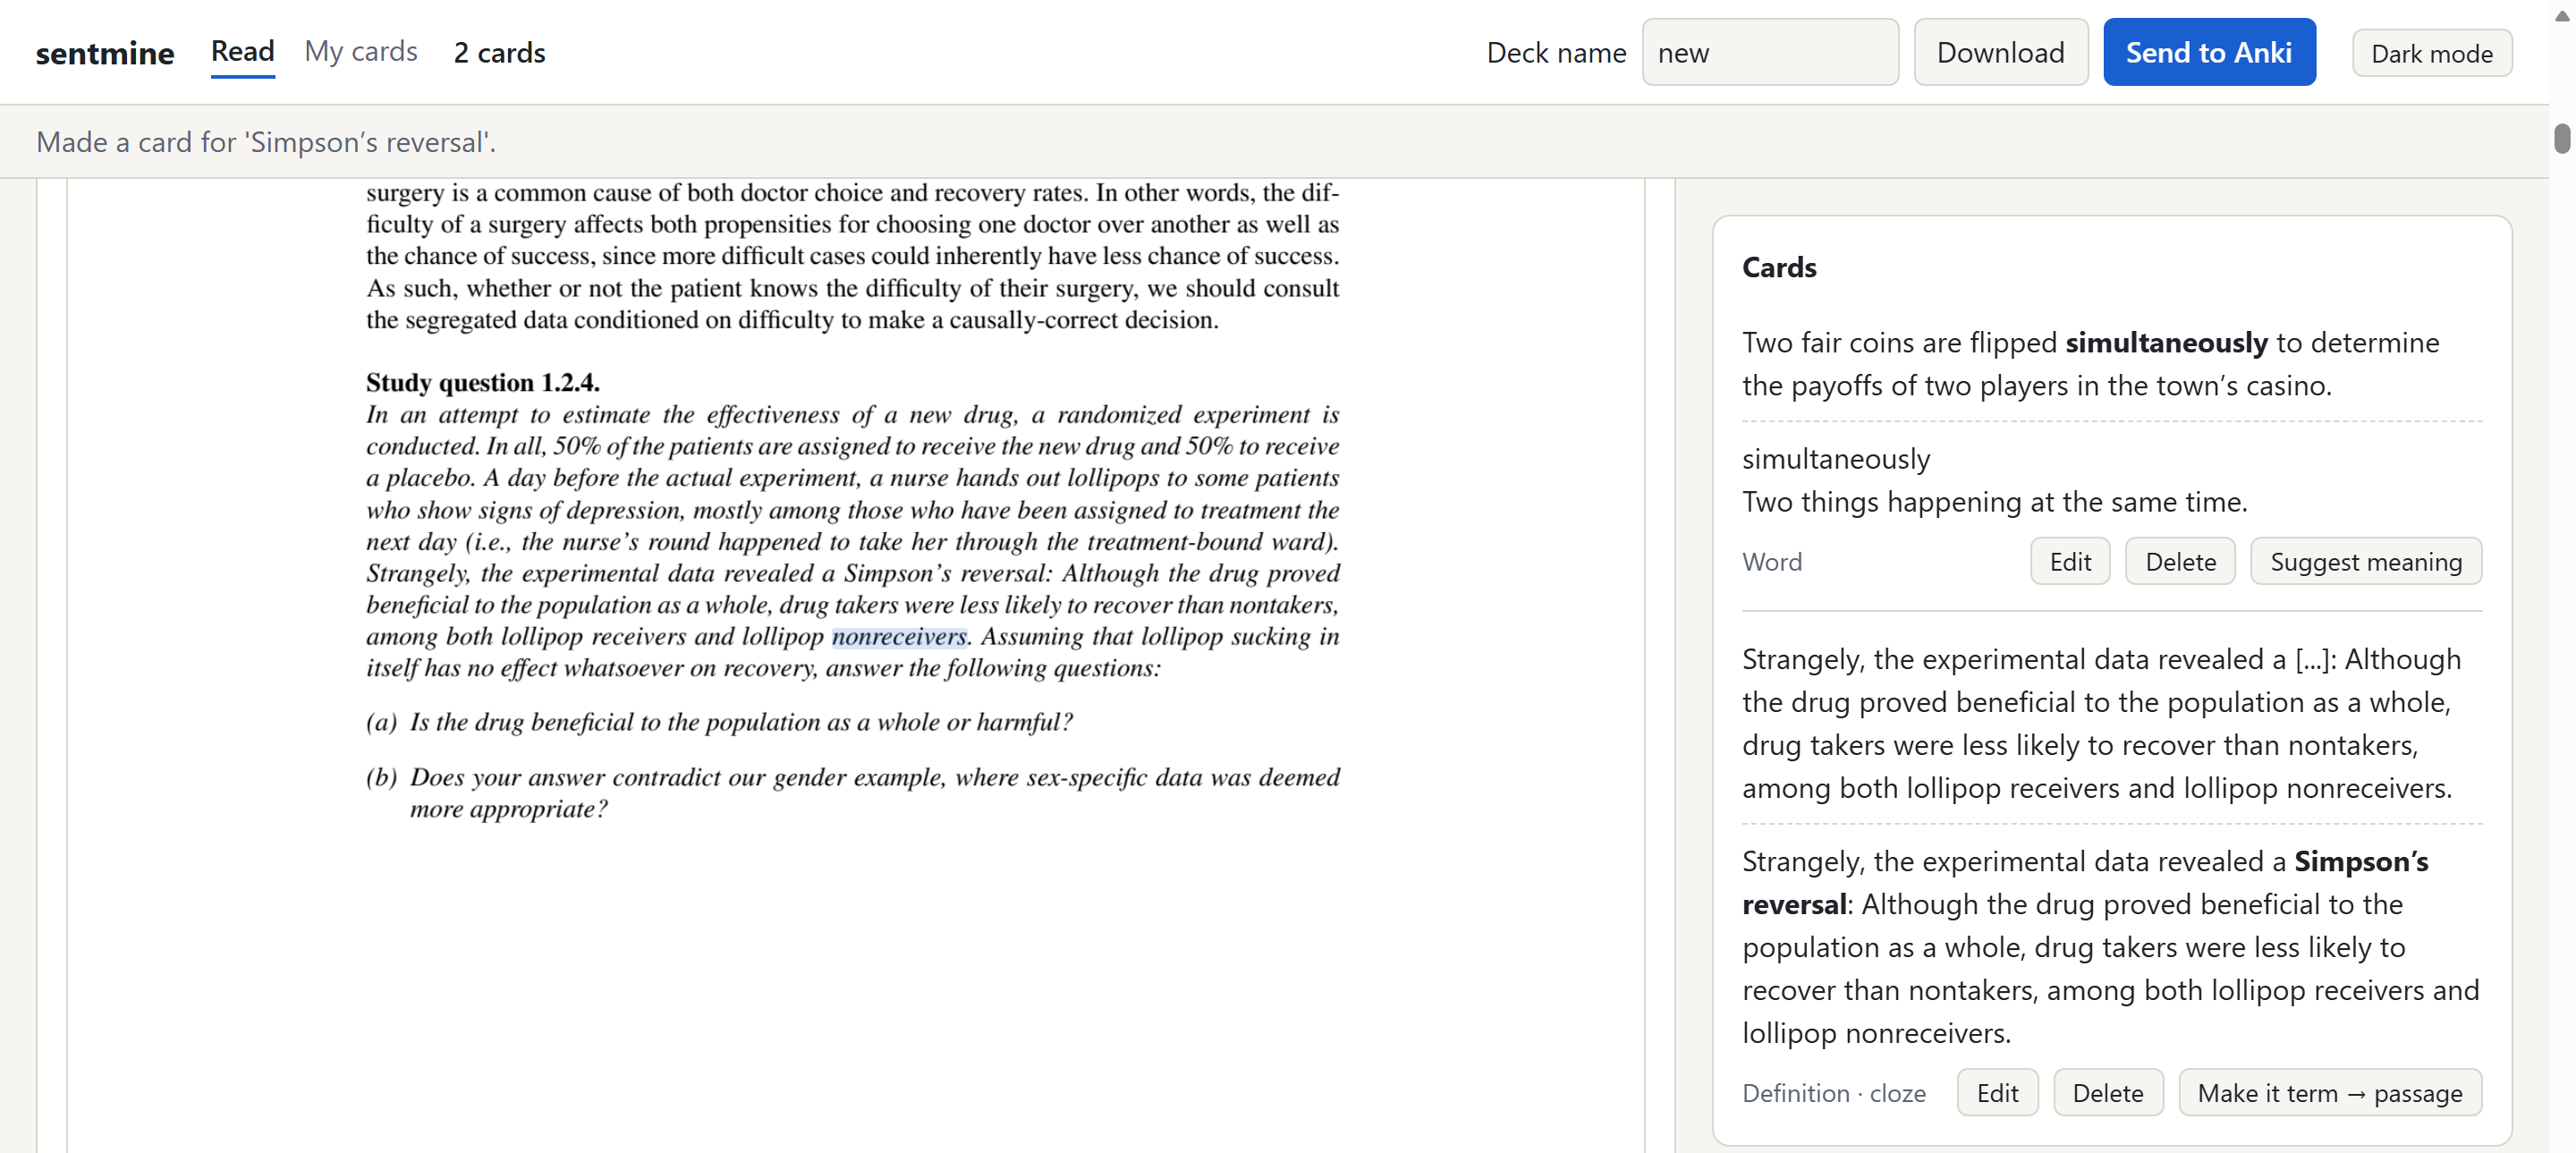 sentmine Read My cards 2 cards Deck name new Download Send to Anki Dark mode
Made a card for 'Simpson’s reversal'.
surgery is a common cause of both doctor choice and recovery rates. In other words, the dif-
ficulty of a surgery affects both propensities for choosing one doctor over another as well as
the chance of success, since more difficult cases could inherently have less chance of success.
As such, whether or not the patient knows the difficulty of their surgery, we should consult
the segregated data conditioned on difficulty to make a causally-correct decision.
Study question 1.2.4.
In an attempt to estimate the effectiveness of a new drug, a randomized experiment is
conducted. In all, 50% of the patients are assigned to receive the new drug and 50% to receive
a placebo. A day before the actual experiment, a nurse hands out lollipops to some patients
who show signs of depression, mostly among those who have been assigned to treatment the
next day (i.e., the nurse’s round happened to take her through the treatment-bound ward).
Strangely, the experimental data revealed a Simpson’s reversal: Although the drug proved
beneficial to the population as a whole, drug takers were less likely to recover than nontakers,
among both lollipop receivers and lollipop nonreceivers. Assuming that lollipop sucking in
itself has no effect whatsoever on recovery, answer the following questions:
(a) Is the drug beneficial to the population as a whole or harmful?
(b) Does your answer contradict our gender example, where sex-specific data was deemed
more appropriate?
Cards
Two fair coins are flipped simultaneously to determine
the payoffs of two players in the town’s casino.
simultaneously
Two things happening at the same time.
Word Edit Delete Suggest meaning
Strangely, the experimental data revealed a [...]: Although
the drug proved beneficial to the population as a whole,
drug takers were less likely to recover than nontakers,
among both lollipop receivers and lollipop nonreceivers.
Strangely, the experimental data revealed a Simpson’s
reversal: Although the drug proved beneficial to the
population as a whole, drug takers were less likely to
recover than nontakers, among both lollipop receivers and
lollipop nonreceivers.
Definition · cloze Edit Delete Make it term → passage